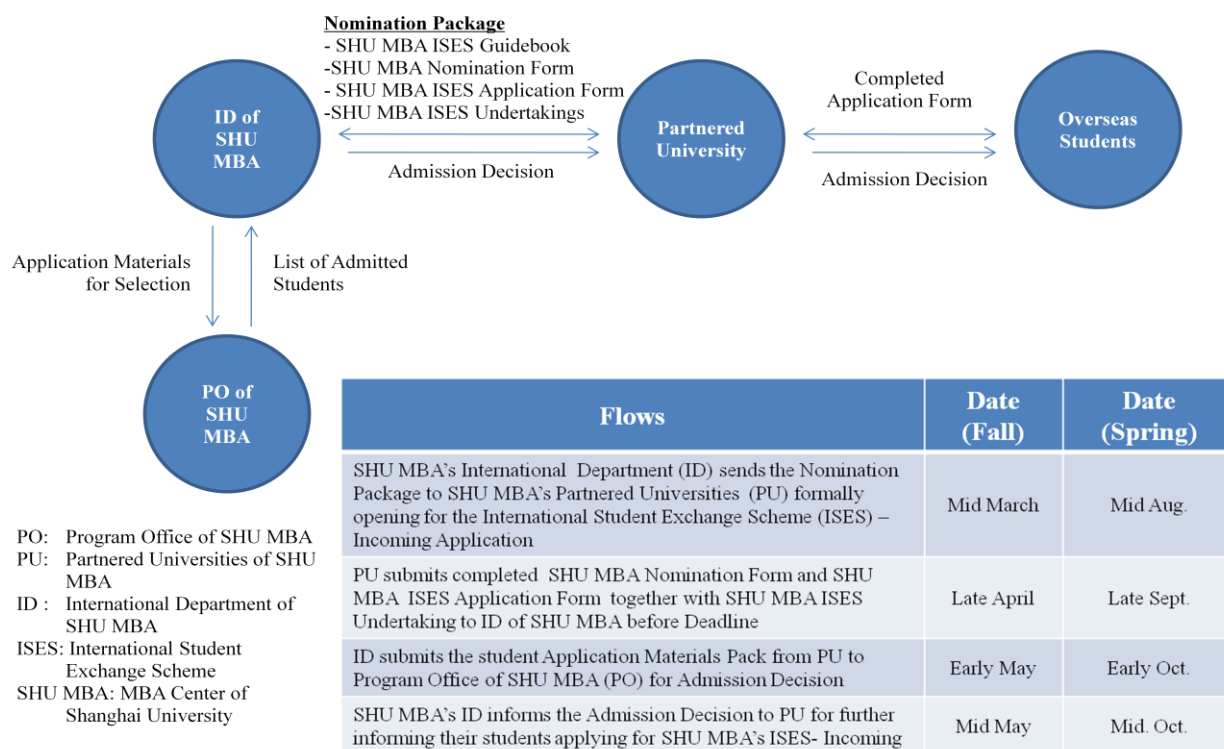 Nomination Package
- SHU MBA ISES Guidebook
-SHU MBA Nomination Form
- SHU MBA ISES Application Form
-SHU MBA ISES Undertakings
ID of
SHU
MBA
Admission Decision
Partnered
University
Completed
Application Form
Admission Decision
Overseas
Students
Application Materials
for Selection
List of Admitted
Students
PO of
SHU
MBA
PO: Program Office of SHU MBA
PU: Partnered Universities of SHU
MBA
ID : International Department of
SHU MBA
ISES: International Student
Exchange Scheme
SHU MBA: MBA Center of
Shanghai University
Flows
Date
(Fall)
Date
(Spring)
SHU MBA’s International Department (ID) sends the Nomination
Package to SHU MBA’s Partnered Universities (PU) formally
opening for the International Student Exchange Scheme (ISES) –
Incoming Application
Mid March
Mid Aug.
PU submits completed SHU MBA Nomination Form and SHU
MBA ISES Application Form together with SHU MBA ISES
Undertaking to ID of SHU MBA before Deadline
Late April
Late Sept.
ID submits the student Application Materials Pack from PU to
Program Office of SHU MBA (PO) for Admission Decision
Early May
Early Oct.
SHU MBA’s ID informs the Admission Decision to PU for further
informing their students applying for SHU MBA’s ISES- Incoming
Mid May
Mid. Oct.